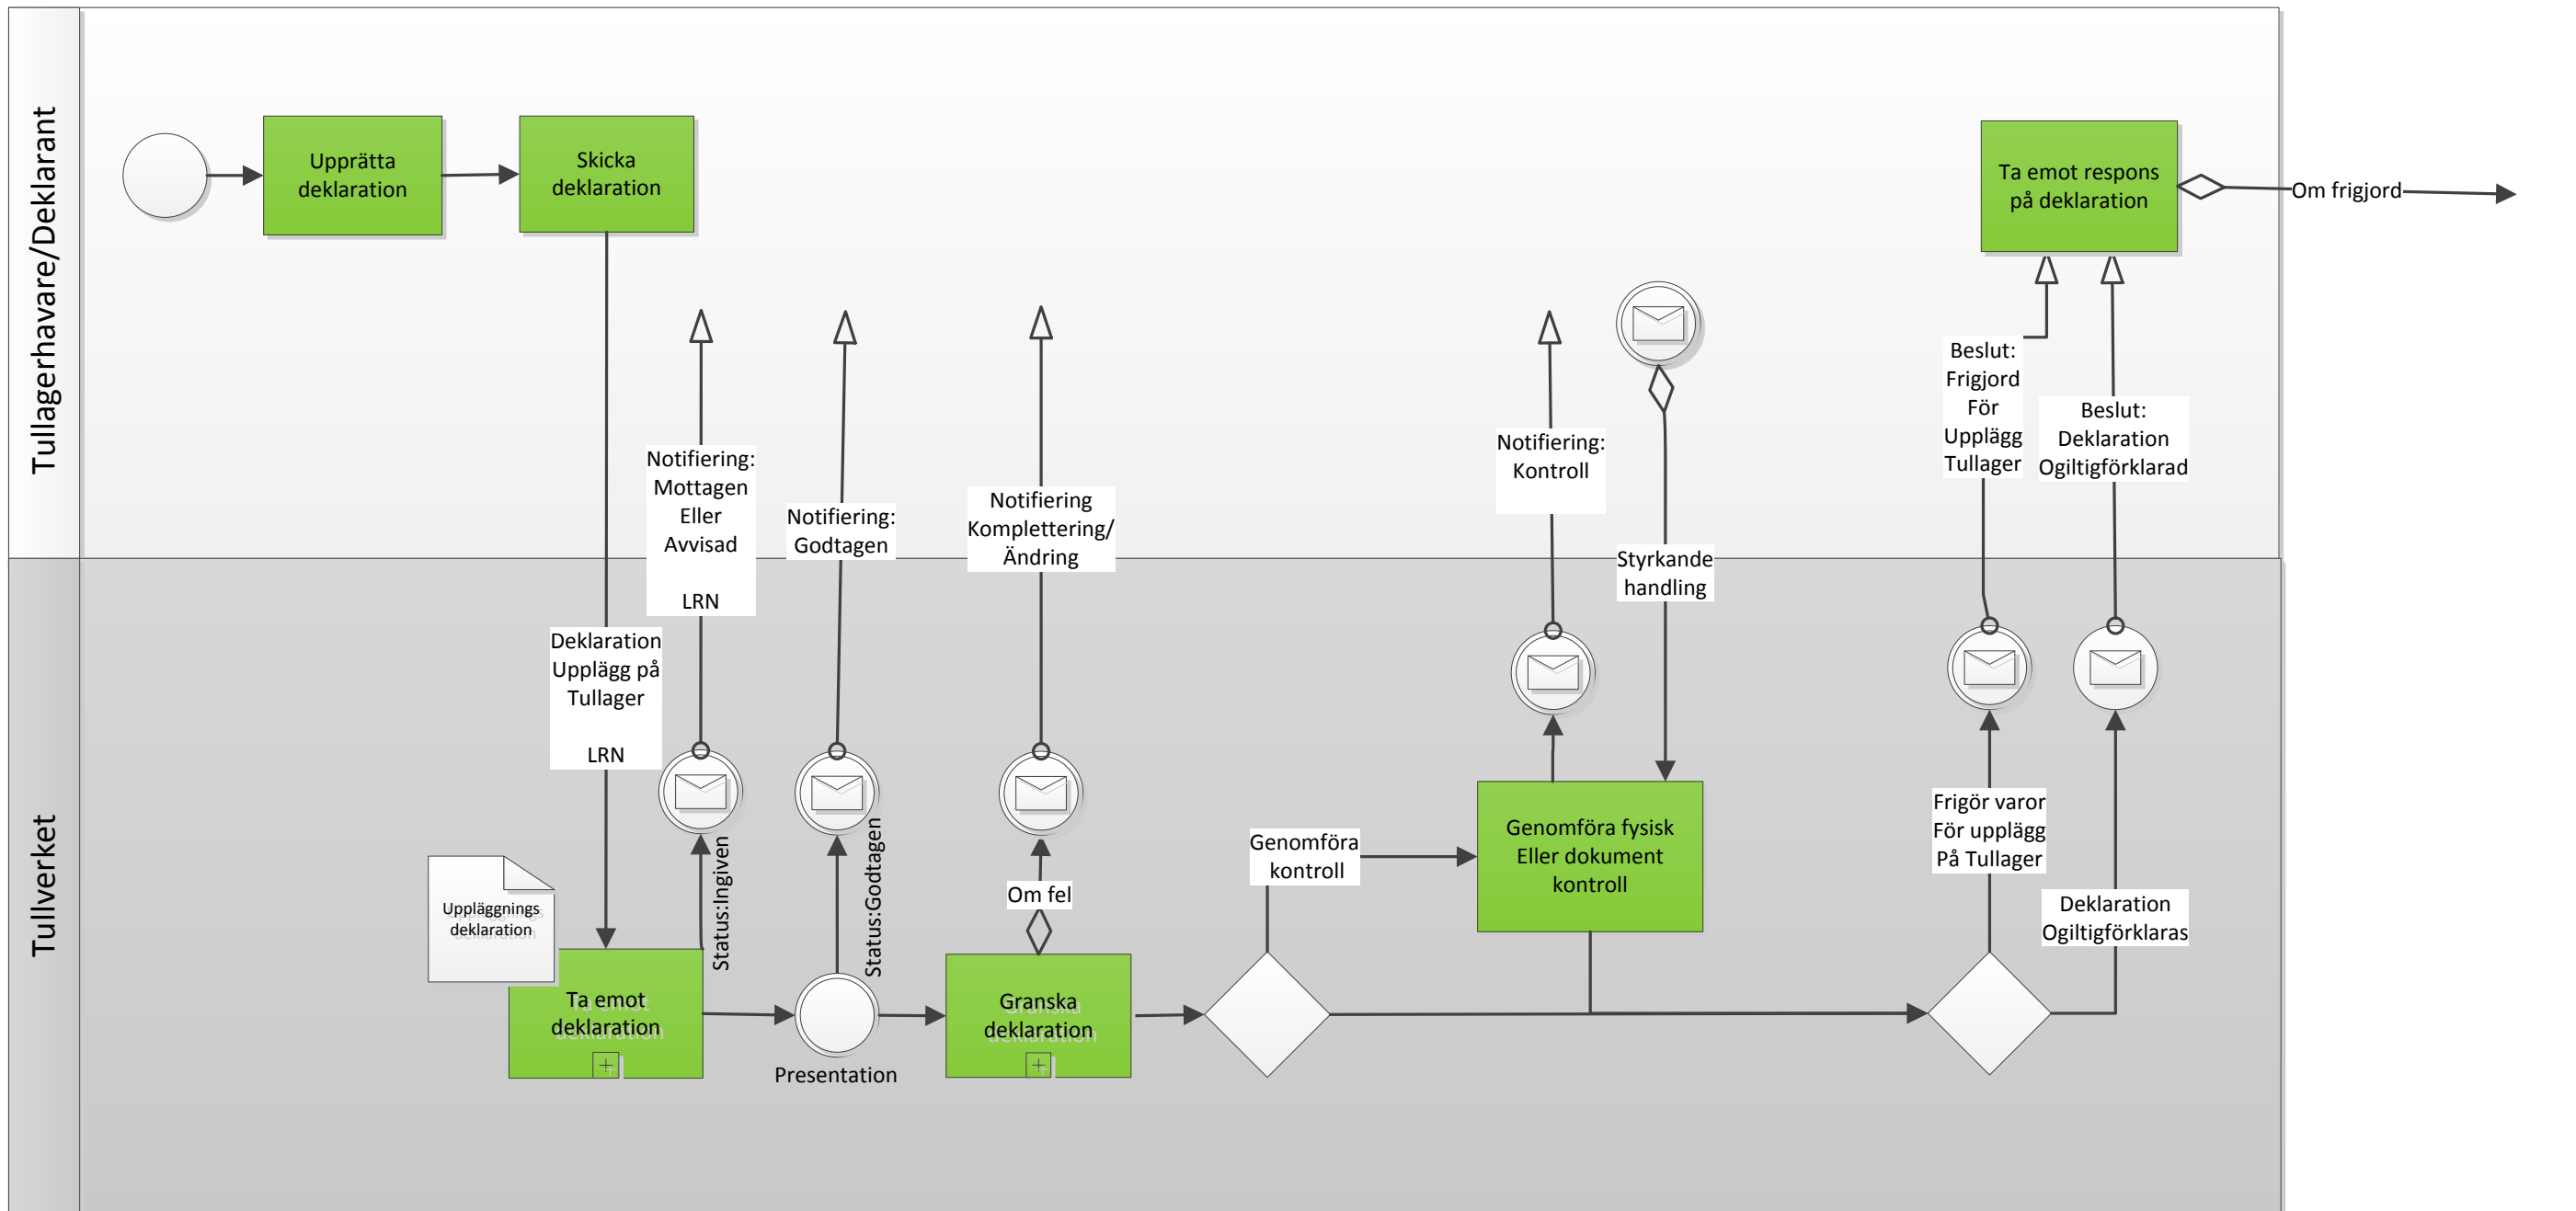 Tullagerhavare/Deklarant
Upprätta
deklaration
Skicka
deklaration
Ta emot respons
på deklaration
Om frigjord
Notifiering:
Mottagen
Eller
Avvisad
LRN
Notifiering:
Godtagen
Notifiering
Komplettering/
Ändring
Notifiering:
Kontroll
Styrkande
handling
Beslut:
Frigjord
För
Upplägg
Tullager
Beslut:
Deklaration
Ogiltigförklarad
Tullverket
Deklaration
Upplägg på
Tullager
LRN
Uppläggnings
deklaration
Ta emot
deklaration
Status:Ingiven
Status:Godtagen
Presentation
Om fel
Granska
deklaration
Genomföra
kontroll
Genomföra fysisk
Eller dokument
kontroll
Frigör varor
För upplägg
På Tullager
Deklaration
Ogiltigförklaras